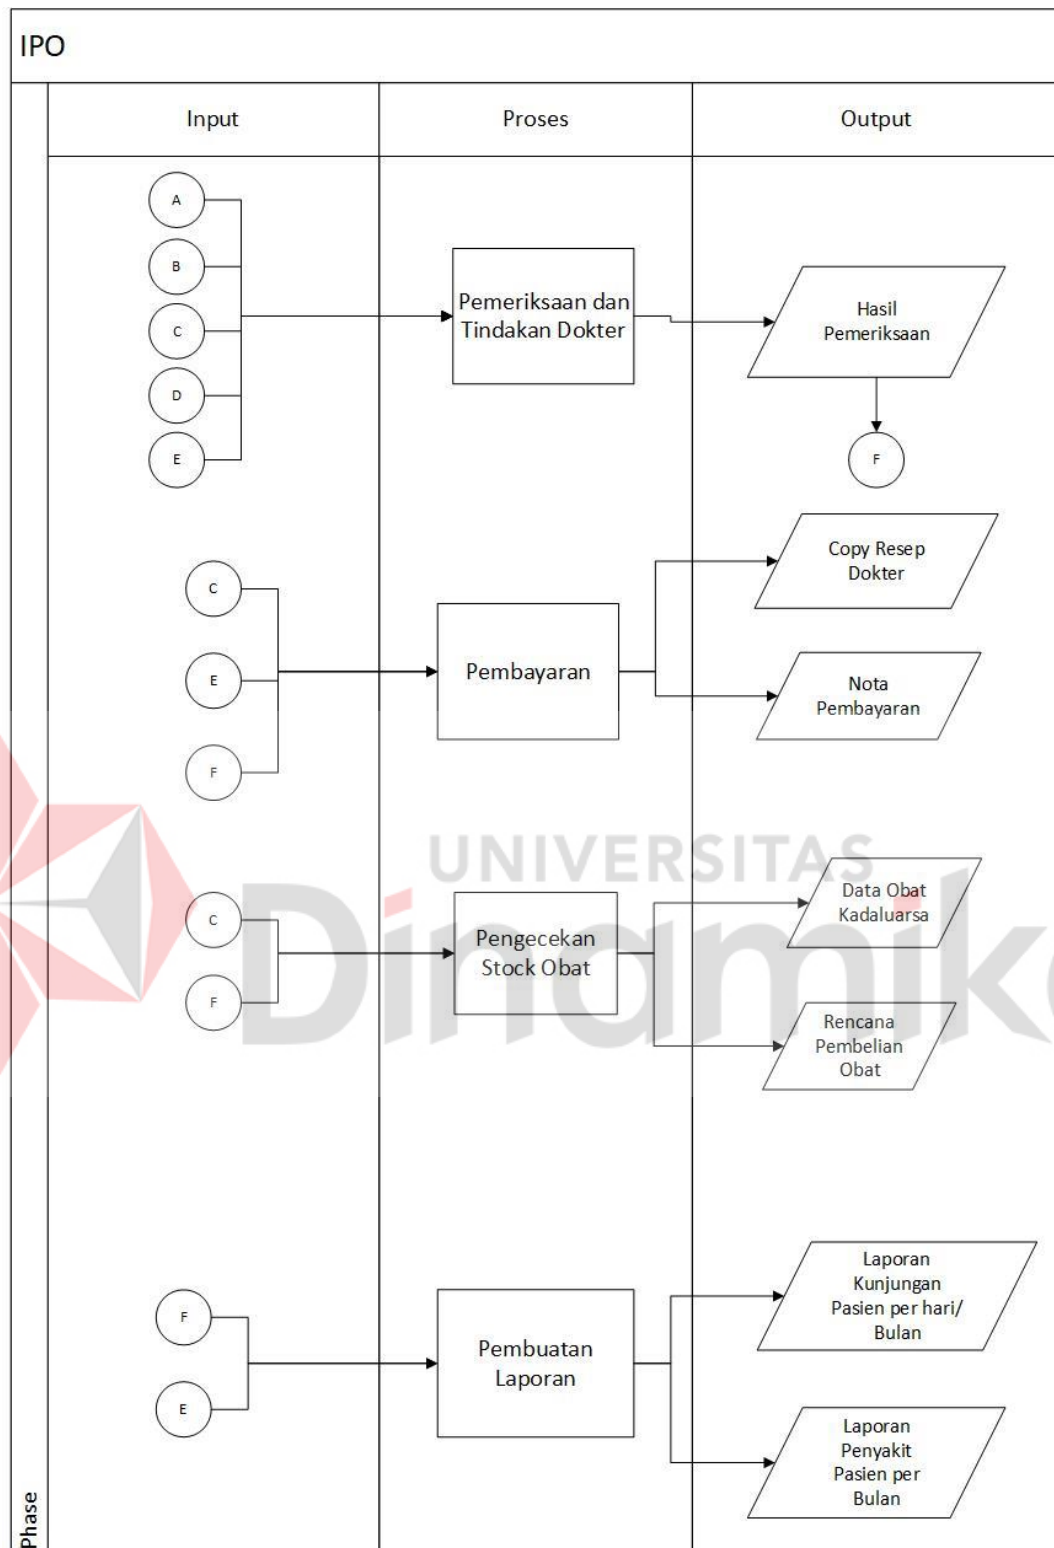 IPO
Input
Proses
Output
A
B
C
D
E
Pemeriksaan dan
Tindakan Dokter
Hasil
Pemeriksaan
F
C
E
F
Pembayaran
Copy Resep
Dokter
Nota
Pembayaran
UNIVERSITAS
Dinamika
C
F
Pengecekan
Stock Obat
Data Obat
Kadaluarsa
Rencana
Pembelian
Obat
F
E
Pembuatan
Laporan
Laporan
Kunjungan
Pasien per hari/
Bulan
Laporan
Penyakit
Pasien per
Bulan
Phase